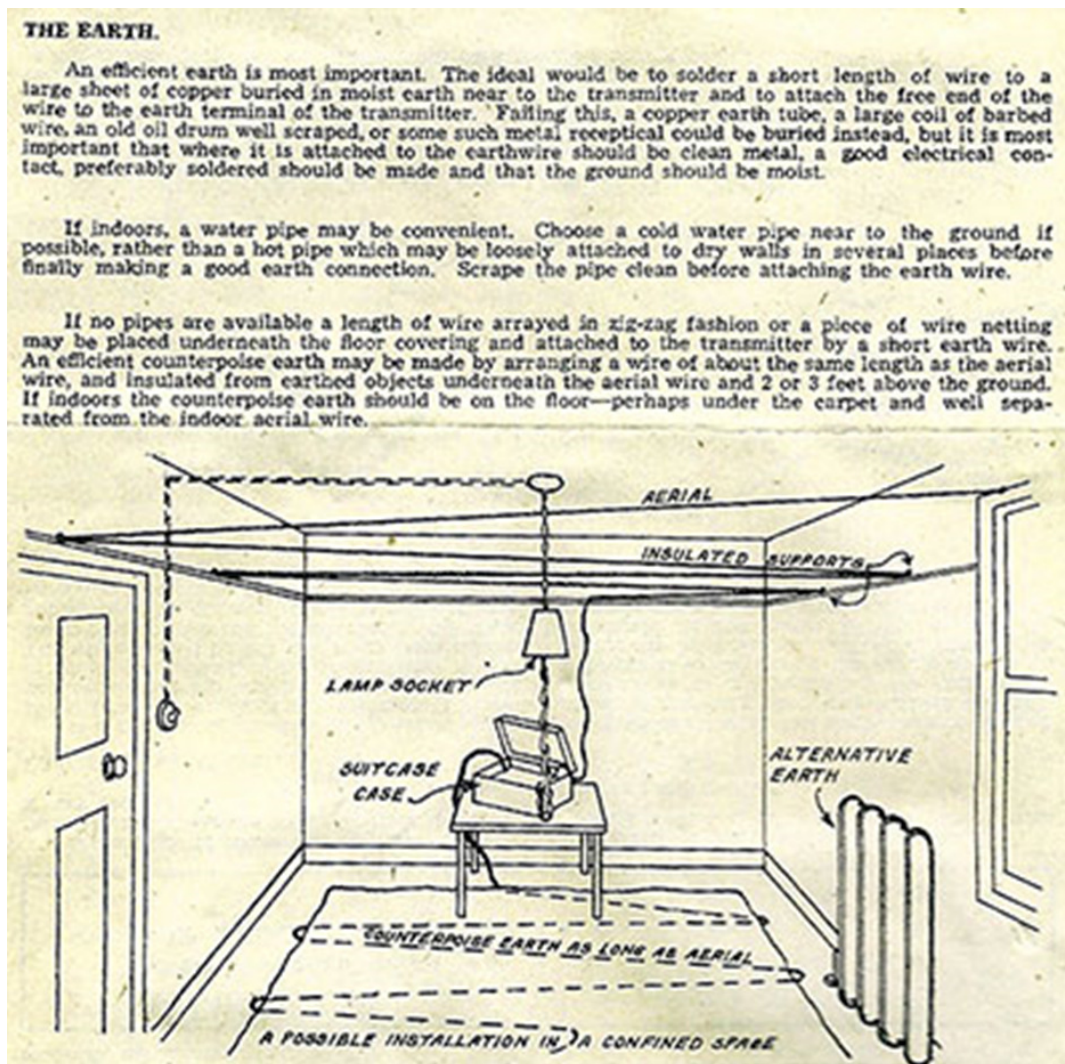 THE EARTH.
An efficient earth is most important. The ideal would be to solder a short length of wire to a
large sheet of copper buried in moist earth near to the transmitter and to attach the free end of the
wire to the earth terminal of the transmitter. Failing this, a copper earth tube, a large coil of barbed
wire, an old oil drum well scraped, or some such metal receptical could be buried instead, but it is most
important that where it is attached to the earthwire should be clean metal, a good electrical con-
tact, preferably soldered should be made and that the ground should be moist.
If indoors, a water pipe may be convenient. Choose a cold water pipe near to the ground if
possible, rather than a hot pipe which may be loosely attached to dry walls in several places before
finally making a good earth connection. Scrape the pipe clean before attaching the earth wire.
If no pipes are available a length of wire arrayed in zig-zag fashion or a piece of wire netting
may be placed underneath the floor covering and attached to the transmitter by a short earth wire.
An efficient counterpoise earth may be made by arranging a wire of about the same length as the aerial
wire, and insulated from earthed objects underneath the aerial wire and 2 or 3 feet above the ground.
If indoors the counterpoise earth should be on the floor—perhaps under the carpet and well sepa-
rated from the indoor aerial wire.
AERIAL
INSULATED SUPPORTS
LAMP SOCKET
SUITCASE
CASE
ALTERNATIVE
EARTH
COUNTERPOISE EARTH AS LONG AS AERIAL
A POSSIBLE INSTALLATION IN A CONFINED SPACE